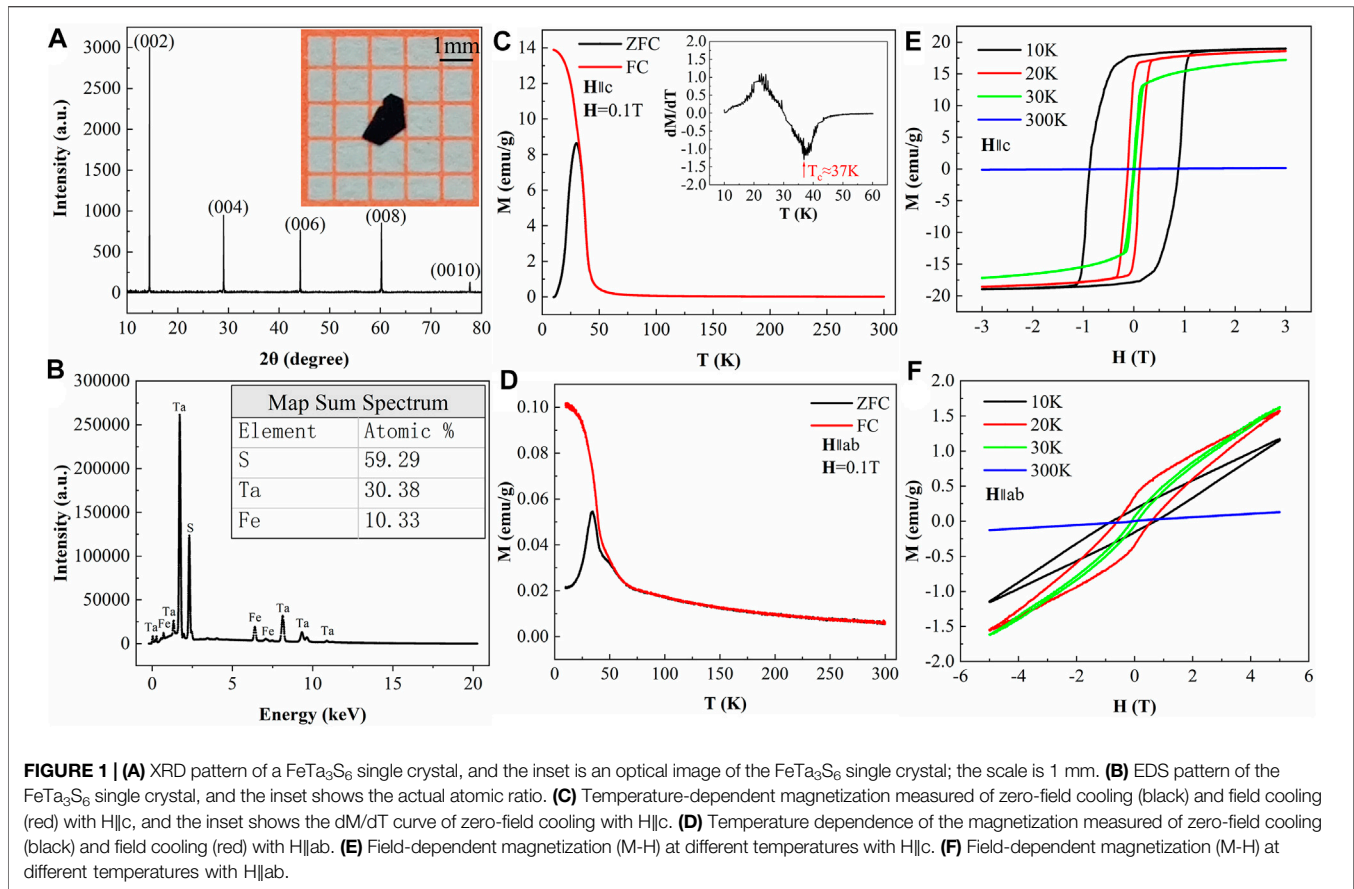 A
3000
2500
2000
1500
1000
500
0
Intensity (a.u.)
(002)
(004)
(006)
(008)
(0010)
1mm
10 20 30 40 50 60 70 80
2θ (degree)
B
300000
250000
200000
150000
100000
50000
0
Intensity (a.u.)
Ta
S
Ta
Fe
Ta
Fe
Fe
Ta
Ta
Ta
Map Sum Spectrum
Element Atomic %
S 59.29
Ta 30.38
Fe 10.33
0 5 10 15 20
Energy (keV)
C
16
14
12
10
8
6
4
2
0
-2
M (emu/g)
ZFC
FC
H∥c
H=0.1T
2.0
1.5
1.0
0.5
0.0
-0.5
-1.0
-1.5
-2.0
dM/dT
Tc≈37K
10 20 30 40 50 60
T (K)
0 50 100 150 200 250 300
T (K)
D
0.10
0.08
0.06
0.04
0.02
0.00
M (emu/g)
ZFC
FC
H∥ab
H=0.1T
0 50 100 150 200 250 300
T (K)
E
20
15
10
5
0
-5
-10
-15
-20
M (emu/g)
10K
20K
30K
300K
H∥c
-3 -2 -1 0 1 2 3
H (T)
F
2.0
1.5
1.0
0.5
0.0
-0.5
-1.0
-1.5
-2.0
M (emu/g)
10K
20K
30K
300K
H∥ab
-6 -4 -2 0 2 4 6
H (T)
FIGURE 1 | (A) XRD pattern of a FeTa₃S₆ single crystal, and the inset is an optical image of the FeTa₃S₆ single crystal; the scale is 1 mm. (B) EDS pattern of the
FeTa₃S₆ single crystal, and the inset shows the actual atomic ratio. (C) Temperature-dependent magnetization measured of zero-field cooling (black) and field cooling
(red) with H∥c, and the inset shows the dM/dT curve of zero-field cooling with H∥c. (D) Temperature dependence of the magnetization measured of zero-field cooling
(black) and field cooling (red) with H∥ab. (E) Field-dependent magnetization (M-H) at different temperatures with H∥c. (F) Field-dependent magnetization (M-H) at
different temperatures with H∥ab.